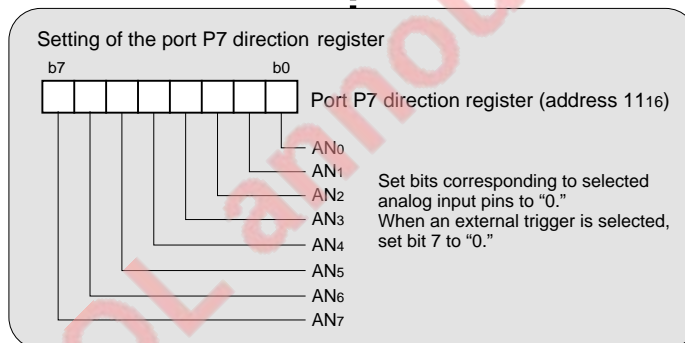 Setting of the port P7 direction register
b7 b0
Port P7 direction register (address 1116)
AN0
AN1
AN2
AN3
AN4
AN5
AN6
AN7
Set bits corresponding to selected
analog input pins to “0.”
When an external trigger is selected,
set bit 7 to “0.”